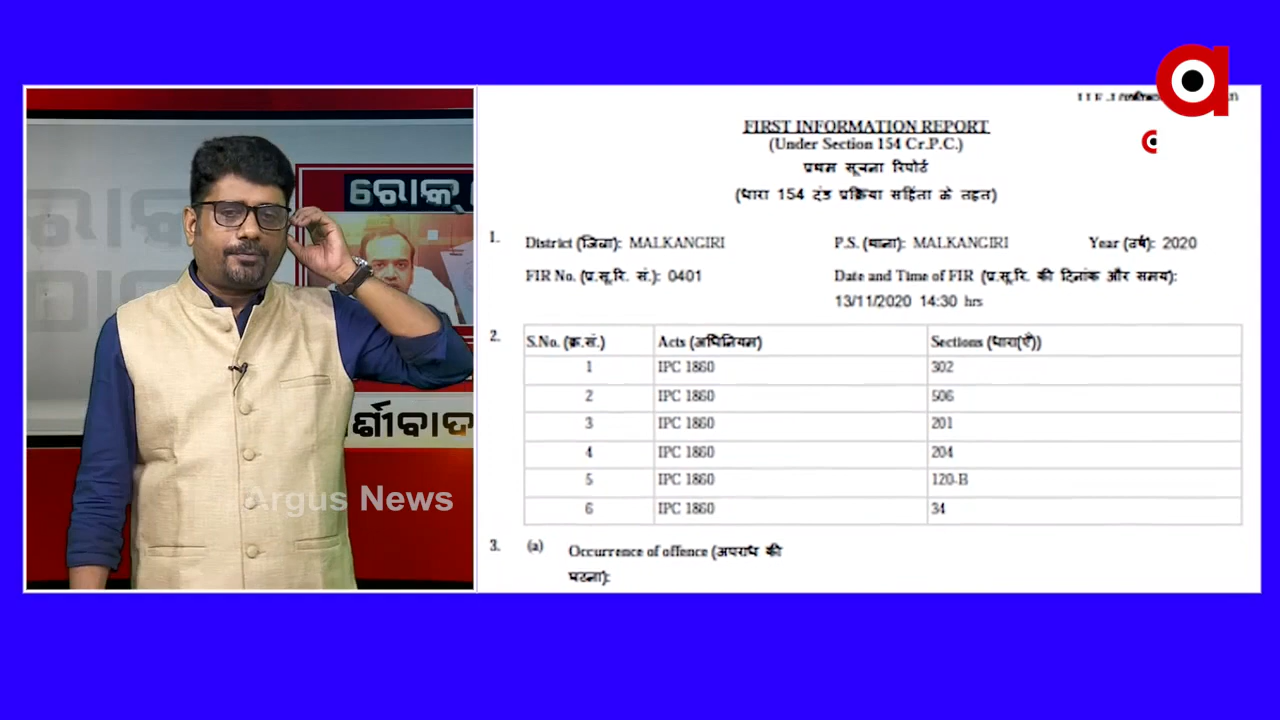 ରୋକ୍
ର୍ଶୀବାଦ
Argus News
FIRST INFORMATION REPORT
(Under Section 154 Cr.P.C.)
प्रथम सूचना रिपोर्ट
(धारा 154 दंड प्रक्रिया संहिता के तहत)
1. District (जिला): MALKANGIRI P.S. (थाना): MALKANGIRI Year (वर्ष): 2020
FIR No. (प्र.सू.रि. सं.): 0401 Date and Time of FIR (प्र.सू.रि. की दिनांक और समय):
13/11/2020 14:30 hrs
2. S.No. (क्र.सं.) Acts (अधिनियम) Sections (धारा(एँ))
1 IPC 1860 302
2 IPC 1860 506
3 IPC 1860 201
4 IPC 1860 204
5 IPC 1860 120-B
6 IPC 1860 34
3. (a) Occurrence of offence (अपराध की
घटना):